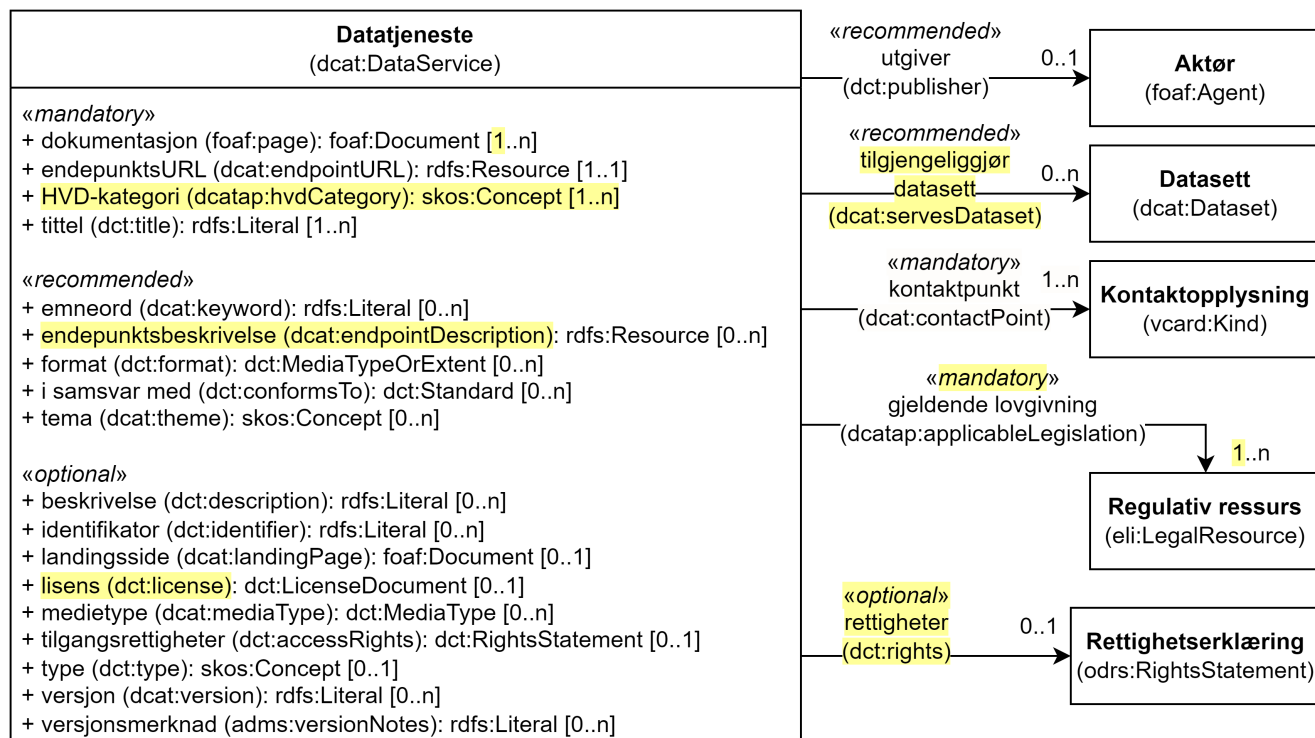 Datatjeneste
(dcat:DataService)
«mandatory»
+ dokumentasjon (foaf:page): foaf:Document [1..n]
+ endepunktsURL (dcat:endpointURL): rdfs:Resource [1..1]
+ HVD-kategori (dcatap:hvdCategory): skos:Concept [1..n]
+ tittel (dct:title): rdfs:Literal [1..n]
«recommended»
+ emneord (dcat:keyword): rdfs:Literal [0..n]
+ endepunktsbeskrivelse (dcat:endpointDescription): rdfs:Resource [0..n]
+ format (dct:format): dct:MediaTypeOrExtent [0..n]
+ i samsvar med (dct:conformsTo): dct:Standard [0..n]
+ tema (dcat:theme): skos:Concept [0..n]
«optional»
+ beskrivelse (dct:description): rdfs:Literal [0..n]
+ identifikator (dct:identifier): rdfs:Literal [0..n]
+ landingsside (dcat:landingPage): foaf:Document [0..1]
+ lisens (dct:license): dct:LicenseDocument [0..1]
+ medietype (dcat:mediaType): dct:MediaType [0..n]
+ tilgangsrettigheter (dct:accessRights): dct:RightsStatement [0..1]
+ type (dct:type): skos:Concept [0..1]
+ versjon (dcat:version): rdfs:Literal [0..n]
+ versjonsmerknad (adms:versionNotes): rdfs:Literal [0..n]
«recommended»
utgiver
(dct:publisher)
0..1
Aktør
(foaf:Agent)
«recommended»
tilgjengeliggjør
datasett
(dcat:servesDataset)
0..n
Datasett
(dcat:Dataset)
«mandatory»
kontaktpunkt
(dcat:contactPoint)
1..n
Kontaktopplysning
(vcard:Kind)
«mandatory»
gjeldende lovgivning
(dcatap:applicableLegislation)
1..n
Regulativ ressurs
(eli:LegalResource)
«optional»
rettigheter
(dct:rights)
0..1
Rettighetserklæring
(odrs:RightsStatement)